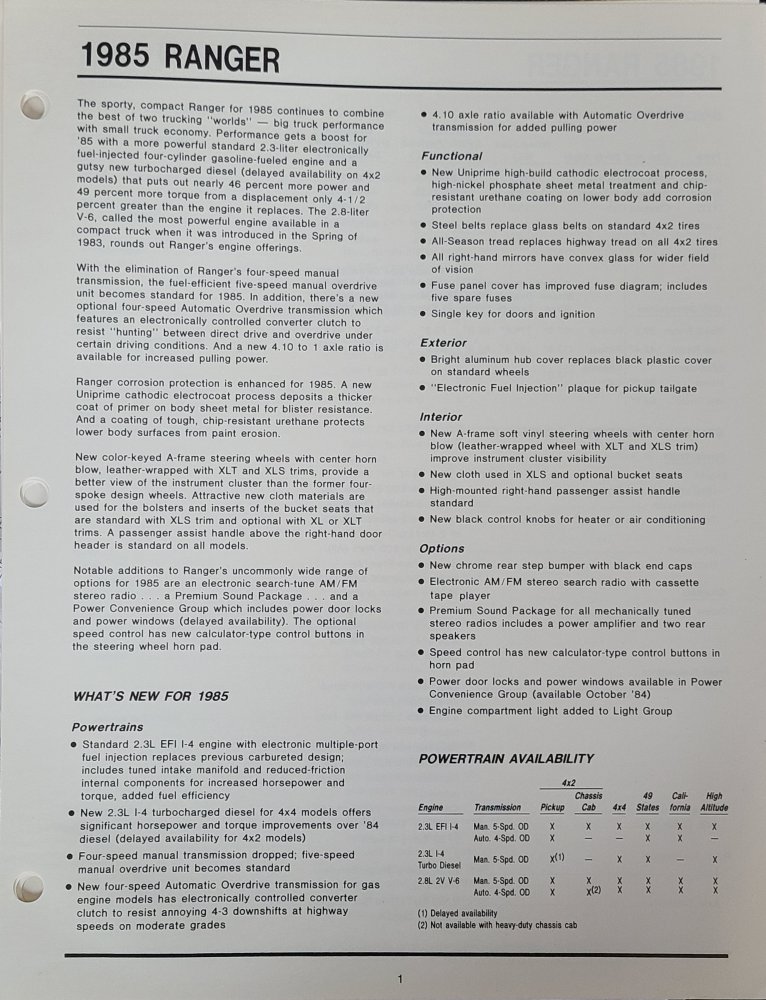 1985 RANGER
The sporty, compact Ranger for 1985 continues to combine
the best of two trucking "worlds" — big truck performance
with small truck economy. Performance gets a boost for
'85 with a more powerful standard 2.3-liter electronically
fuel-injected four-cylinder gasoline-fueled engine and a
gutsy new turbocharged diesel (delayed availability on 4x2
models) that puts out nearly 46 percent more power and
49 percent more torque from a displacement only 4-1/2
percent greater than the engine it replaces. The 2.8-liter
V-6, called the most powerful engine available in a
compact truck when it was introduced in the Spring of
1983, rounds out Ranger's engine offerings.
With the elimination of Ranger's four-speed manual
transmission, the fuel-efficient five-speed manual overdrive
unit becomes standard for 1985. In addition, there's a new
optional four-speed Automatic Overdrive transmission which
features an electronically controlled converter clutch to
resist "hunting" between direct drive and overdrive under
certain driving conditions. And a new 4.10 to 1 axle ratio is
available for increased pulling power.
Ranger corrosion protection is enhanced for 1985. A new
Uniprime cathodic electrocoat process deposits a thicker
coat of primer on body sheet metal for blister resistance.
And a coating of tough, chip-resistant urethane protects
lower body surfaces from paint erosion.
New color-keyed A-frame steering wheels with center horn
blow, leather-wrapped with XLT and XLS trims, provide a
better view of the instrument cluster than the former four-
spoke design wheels. Attractive new cloth materials are
used for the bolsters and inserts of the bucket seats that
are standard with XLS trim and optional with XL or XLT
trims. A passenger assist handle above the right-hand door
header is standard on all models.
Notable additions to Ranger's uncommonly wide range of
options for 1985 are an electronic search-tune AM/FM
stereo radio . . . a Premium Sound Package . . . and a
Power Convenience Group which includes power door locks
and power windows (delayed availability). The optional
speed control has new calculator-type control buttons in
the steering wheel horn pad.
WHAT'S NEW FOR 1985
Powertrains
• Standard 2.3L EFI I-4 engine with electronic multiple-port
fuel injection replaces previous carbureted design;
includes tuned intake manifold and reduced-friction
internal components for increased horsepower and
torque, added fuel efficiency
• New 2.3L I-4 turbocharged diesel for 4x4 models offers
significant horsepower and torque improvements over '84
diesel (delayed availability for 4x2 models)
• Four-speed manual transmission dropped; five-speed
manual overdrive unit becomes standard
• New four-speed Automatic Overdrive transmission for gas
engine models has electronically controlled converter
clutch to resist annoying 4-3 downshifts at highway
speeds on moderate grades
• 4.10 axle ratio available with Automatic Overdrive
transmission for added pulling power
Functional
• New Uniprime high-build cathodic electrocoat process,
high-nickel phosphate sheet metal treatment and chip-
resistant urethane coating on lower body add corrosion
protection
• Steel belts replace glass belts on standard 4x2 tires
• All-Season tread replaces highway tread on all 4x2 tires
• All right-hand mirrors have convex glass for wider field
of vision
• Fuse panel cover has improved fuse diagram; includes
five spare fuses
• Single key for doors and ignition
Exterior
• Bright aluminum hub cover replaces black plastic cover
on standard wheels
• "Electronic Fuel Injection" plaque for pickup tailgate
Interior
• New A-frame soft vinyl steering wheels with center horn
blow (leather-wrapped wheel with XLT and XLS trim)
improve instrument cluster visibility
• New cloth used in XLS and optional bucket seats
• High-mounted right-hand passenger assist handle
standard
• New black control knobs for heater or air conditioning
Options
• New chrome rear step bumper with black end caps
• Electronic AM/FM stereo search radio with cassette
tape player
• Premium Sound Package for all mechanically tuned
stereo radios includes a power amplifier and two rear
speakers
• Speed control has new calculator-type control buttons in
horn pad
• Power door locks and power windows available in Power
Convenience Group (available October '84)
• Engine compartment light added to Light Group
POWERTRAIN AVAILABILITY
4x2
Chassis 49 Cali- High
Engine Transmission Pickup Cab 4x4 States fornia Altitude
2.3L EFI I-4 Man. 5-Spd. OD X X X X X X
Auto. 4-Spd. OD X — — X X —
2.3L I-4
Turbo Diesel Man. 5-Spd. OD X(1) — X X — X
2.8L 2V V-6 Man. 5-Spd. OD X X X X X X
Auto. 4-Spd. OD X X(2) X X X X
(1) Delayed availability
(2) Not available with heavy-duty chassis cab
1